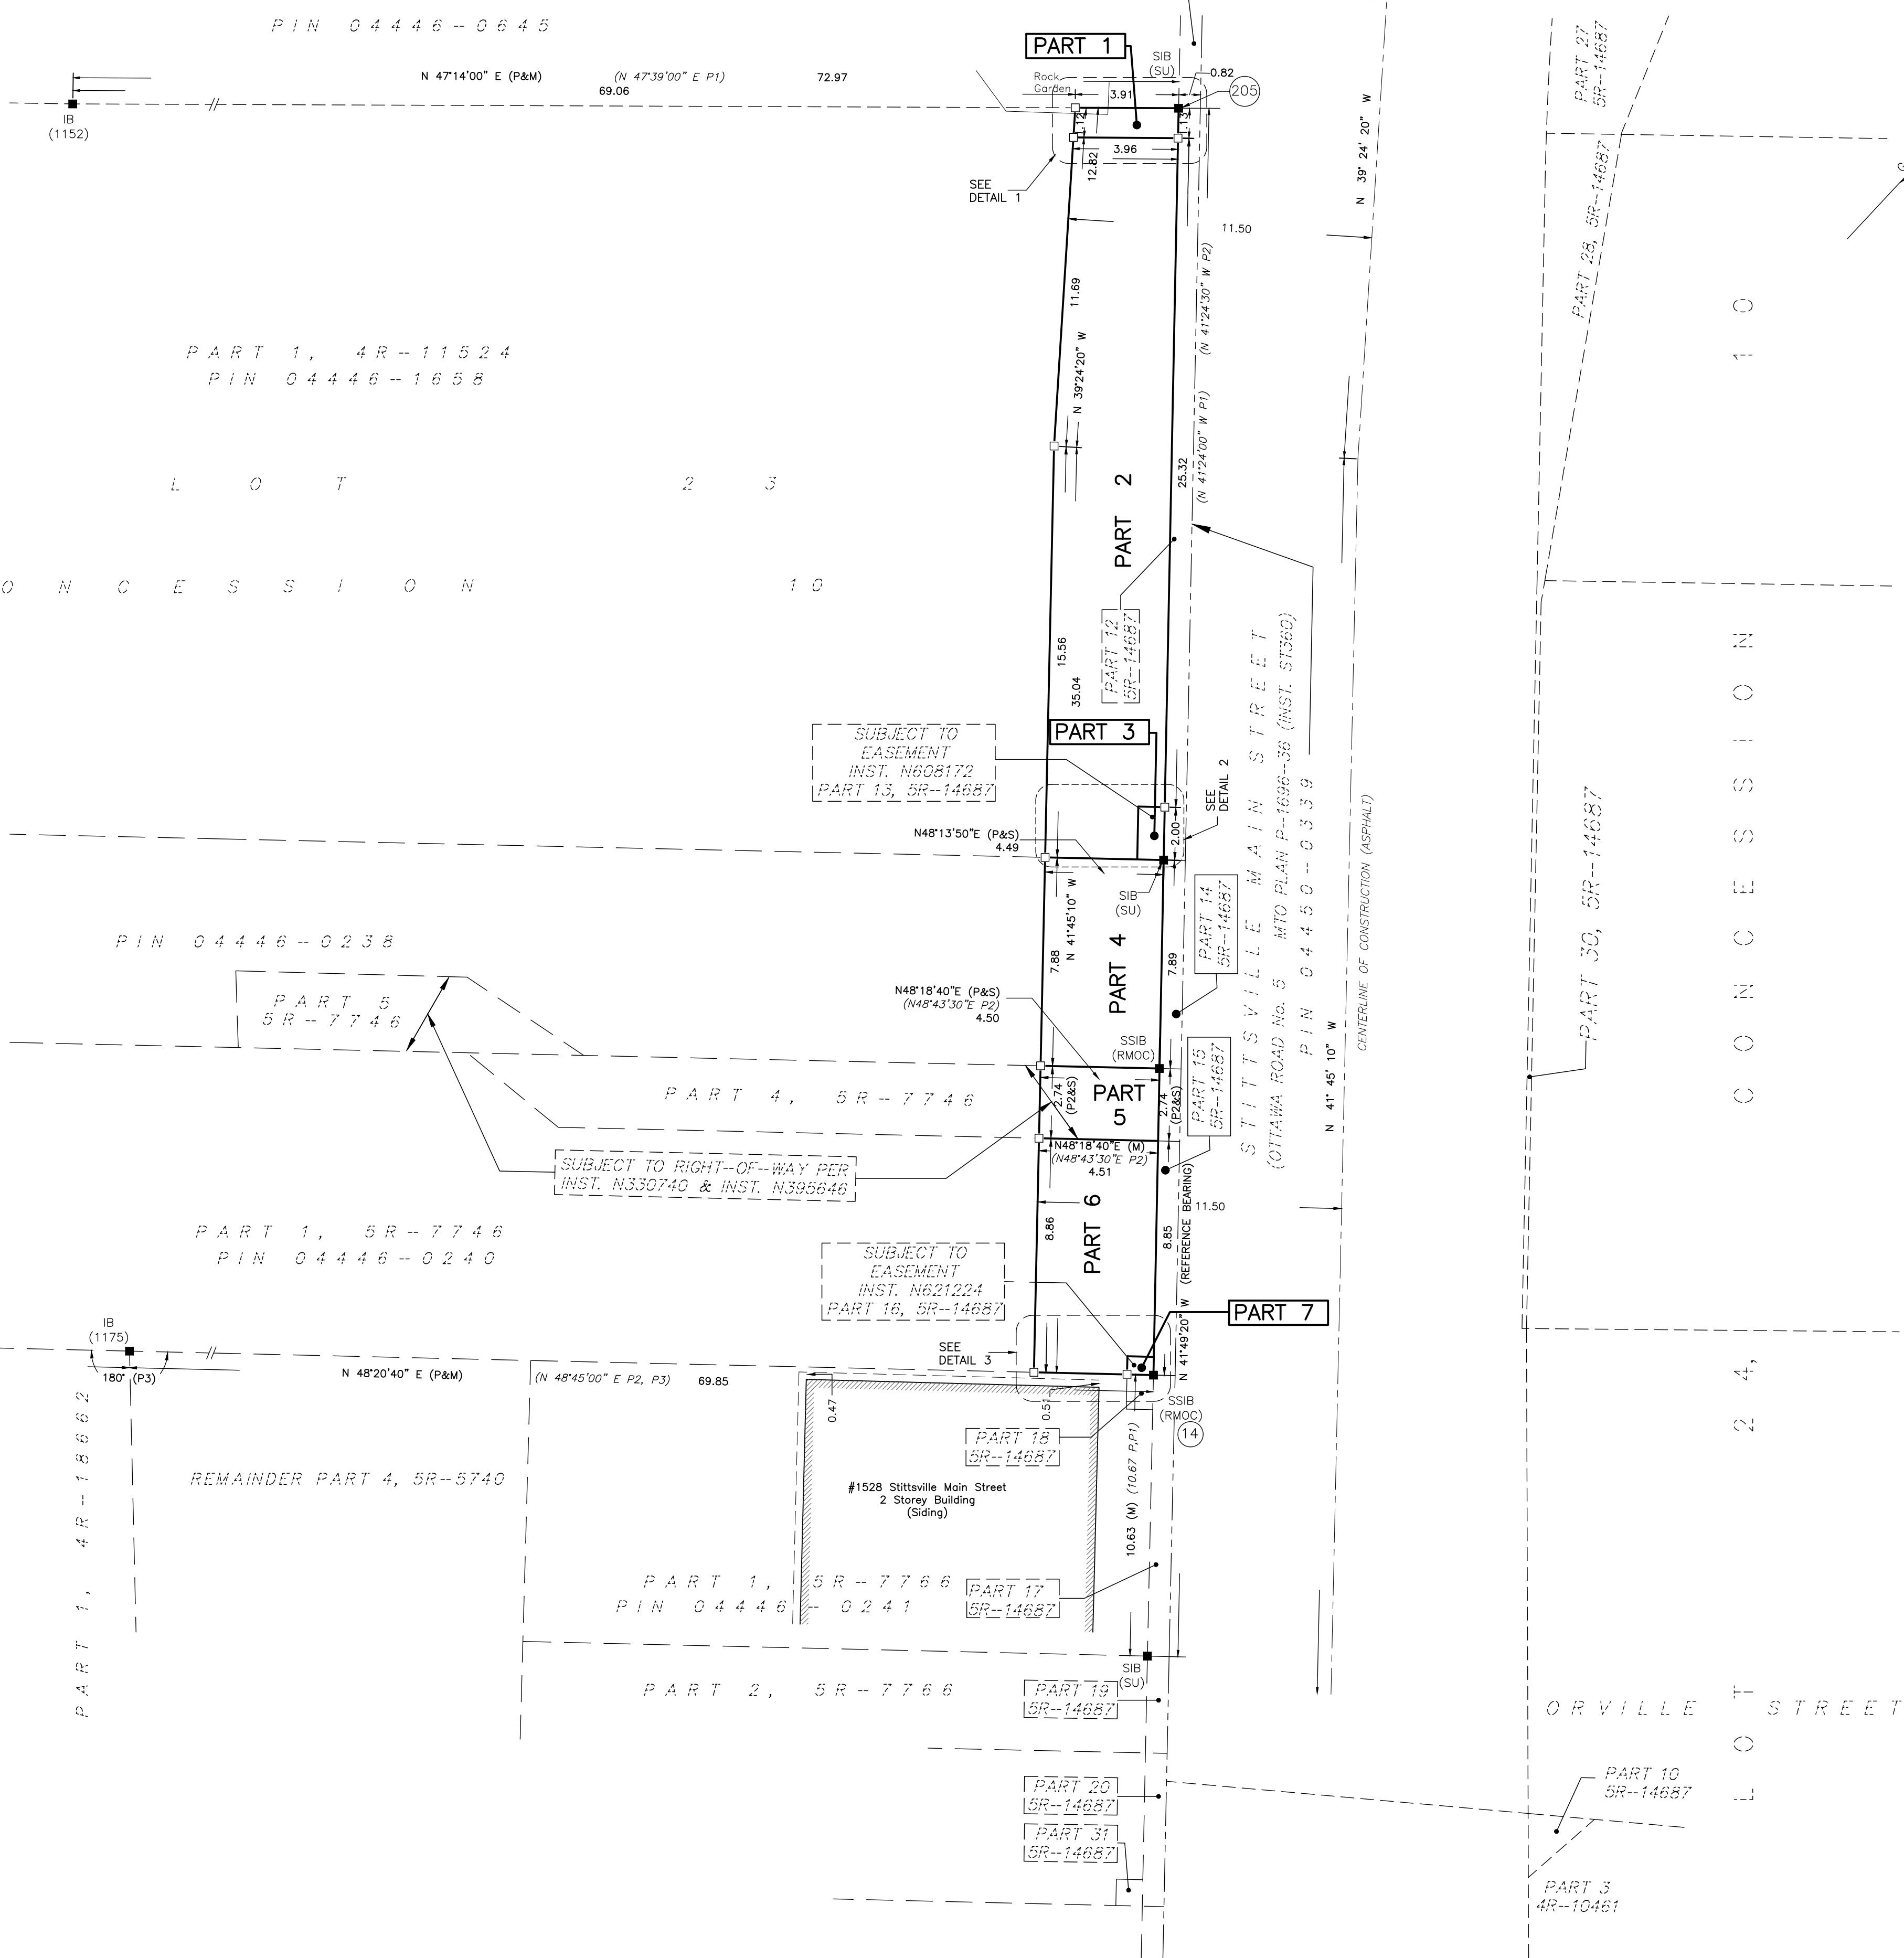 PIN 04446-0645
N 47°14'00" E (P&M)
(N 47°39'00" E P1)
72.97
69.06
IB
(1152)
PART 1
SIB
(SU)
0.82
205
Rock
Garden
3.91
3.96
12.82
SEE
DETAIL 1
11.50
N 39° 24' 20" W
PART 27
5R-14687
PART 28, 5R-14687
11.69
N 39°24'20" W
(N 41°24'30" W P2)
(N 41°24'00" W P1)
25.32
PART 1, 4R-11524
PIN 04446-1658
LOT 23
ONCESSION 10
PART 2
15.56
35.04
PART 12
5R-14687
PART 3
SUBJECT TO
EASEMENT
INST. N608172
PART 13, 5R-14687
SEE
DETAIL 2
2.00
N48°13'50"E (P&S)
4.49
SIB
(SU)
N 41°45'10" W
PART 4
7.88
7.89
PART 14
5R-14687
STITTSVILLE MAIN STREET
(OTTAWA ROAD No. 5 MTO PLAN P-1696-36 (INST. ST360)
PIN 04450-0339
N 41° 45' 10" W
CENTERLINE OF CONSTRUCTION (ASPHALT)
PART 30, 5R-14687
CONCESSION 10
PIN 04446-0238
PART 5
5R-7746
N48°18'40"E (P&S)
(N48°43'30"E P2)
4.50
SSIB
(RMOC)
PART 15
5R-14687
PART 4, 5R-7746
2.74
(P2&S)
PART
5
2.74
(P2&S)
N48°18'40"E (M)
(N48°43'30"E P2)
4.51
SUBJECT TO RIGHT-OF-WAY PER
INST. N330740 & INST. N395646
PART 6
8.86
8.85
11.50
N 41°49'20" W (REFERENCE BEARING)
PART 1, 5R-7746
PIN 04446-0240
SUBJECT TO
EASEMENT
INST. N621224
PART 16, 5R-14687
PART 7
SEE
DETAIL 3
IB
(1175)
180° (P3)
N 48°20'40" E (P&M)
(N 48°45'00" E P2, P3)
69.85
0.47
0.51
SSIB
(RMOC)
14
PART 18
5R-14687
10.63 (M) (10.67 P,P1)
PART 1, 4R-18662
REMAINDER PART 4, 5R-5740
#1528 Stittsville Main Street
2 Storey Building
(Siding)
PART 1, 5R-7766
PIN 04446-0241
PART 17
5R-14687
SIB
(SU)
PART 2, 5R-7766
PART 19
5R-14687
LOT 24,
ORVILLE STREET
PART 20
5R-14687
PART 10
5R-14687
PART 31
5R-14687
PART 3
4R-10461